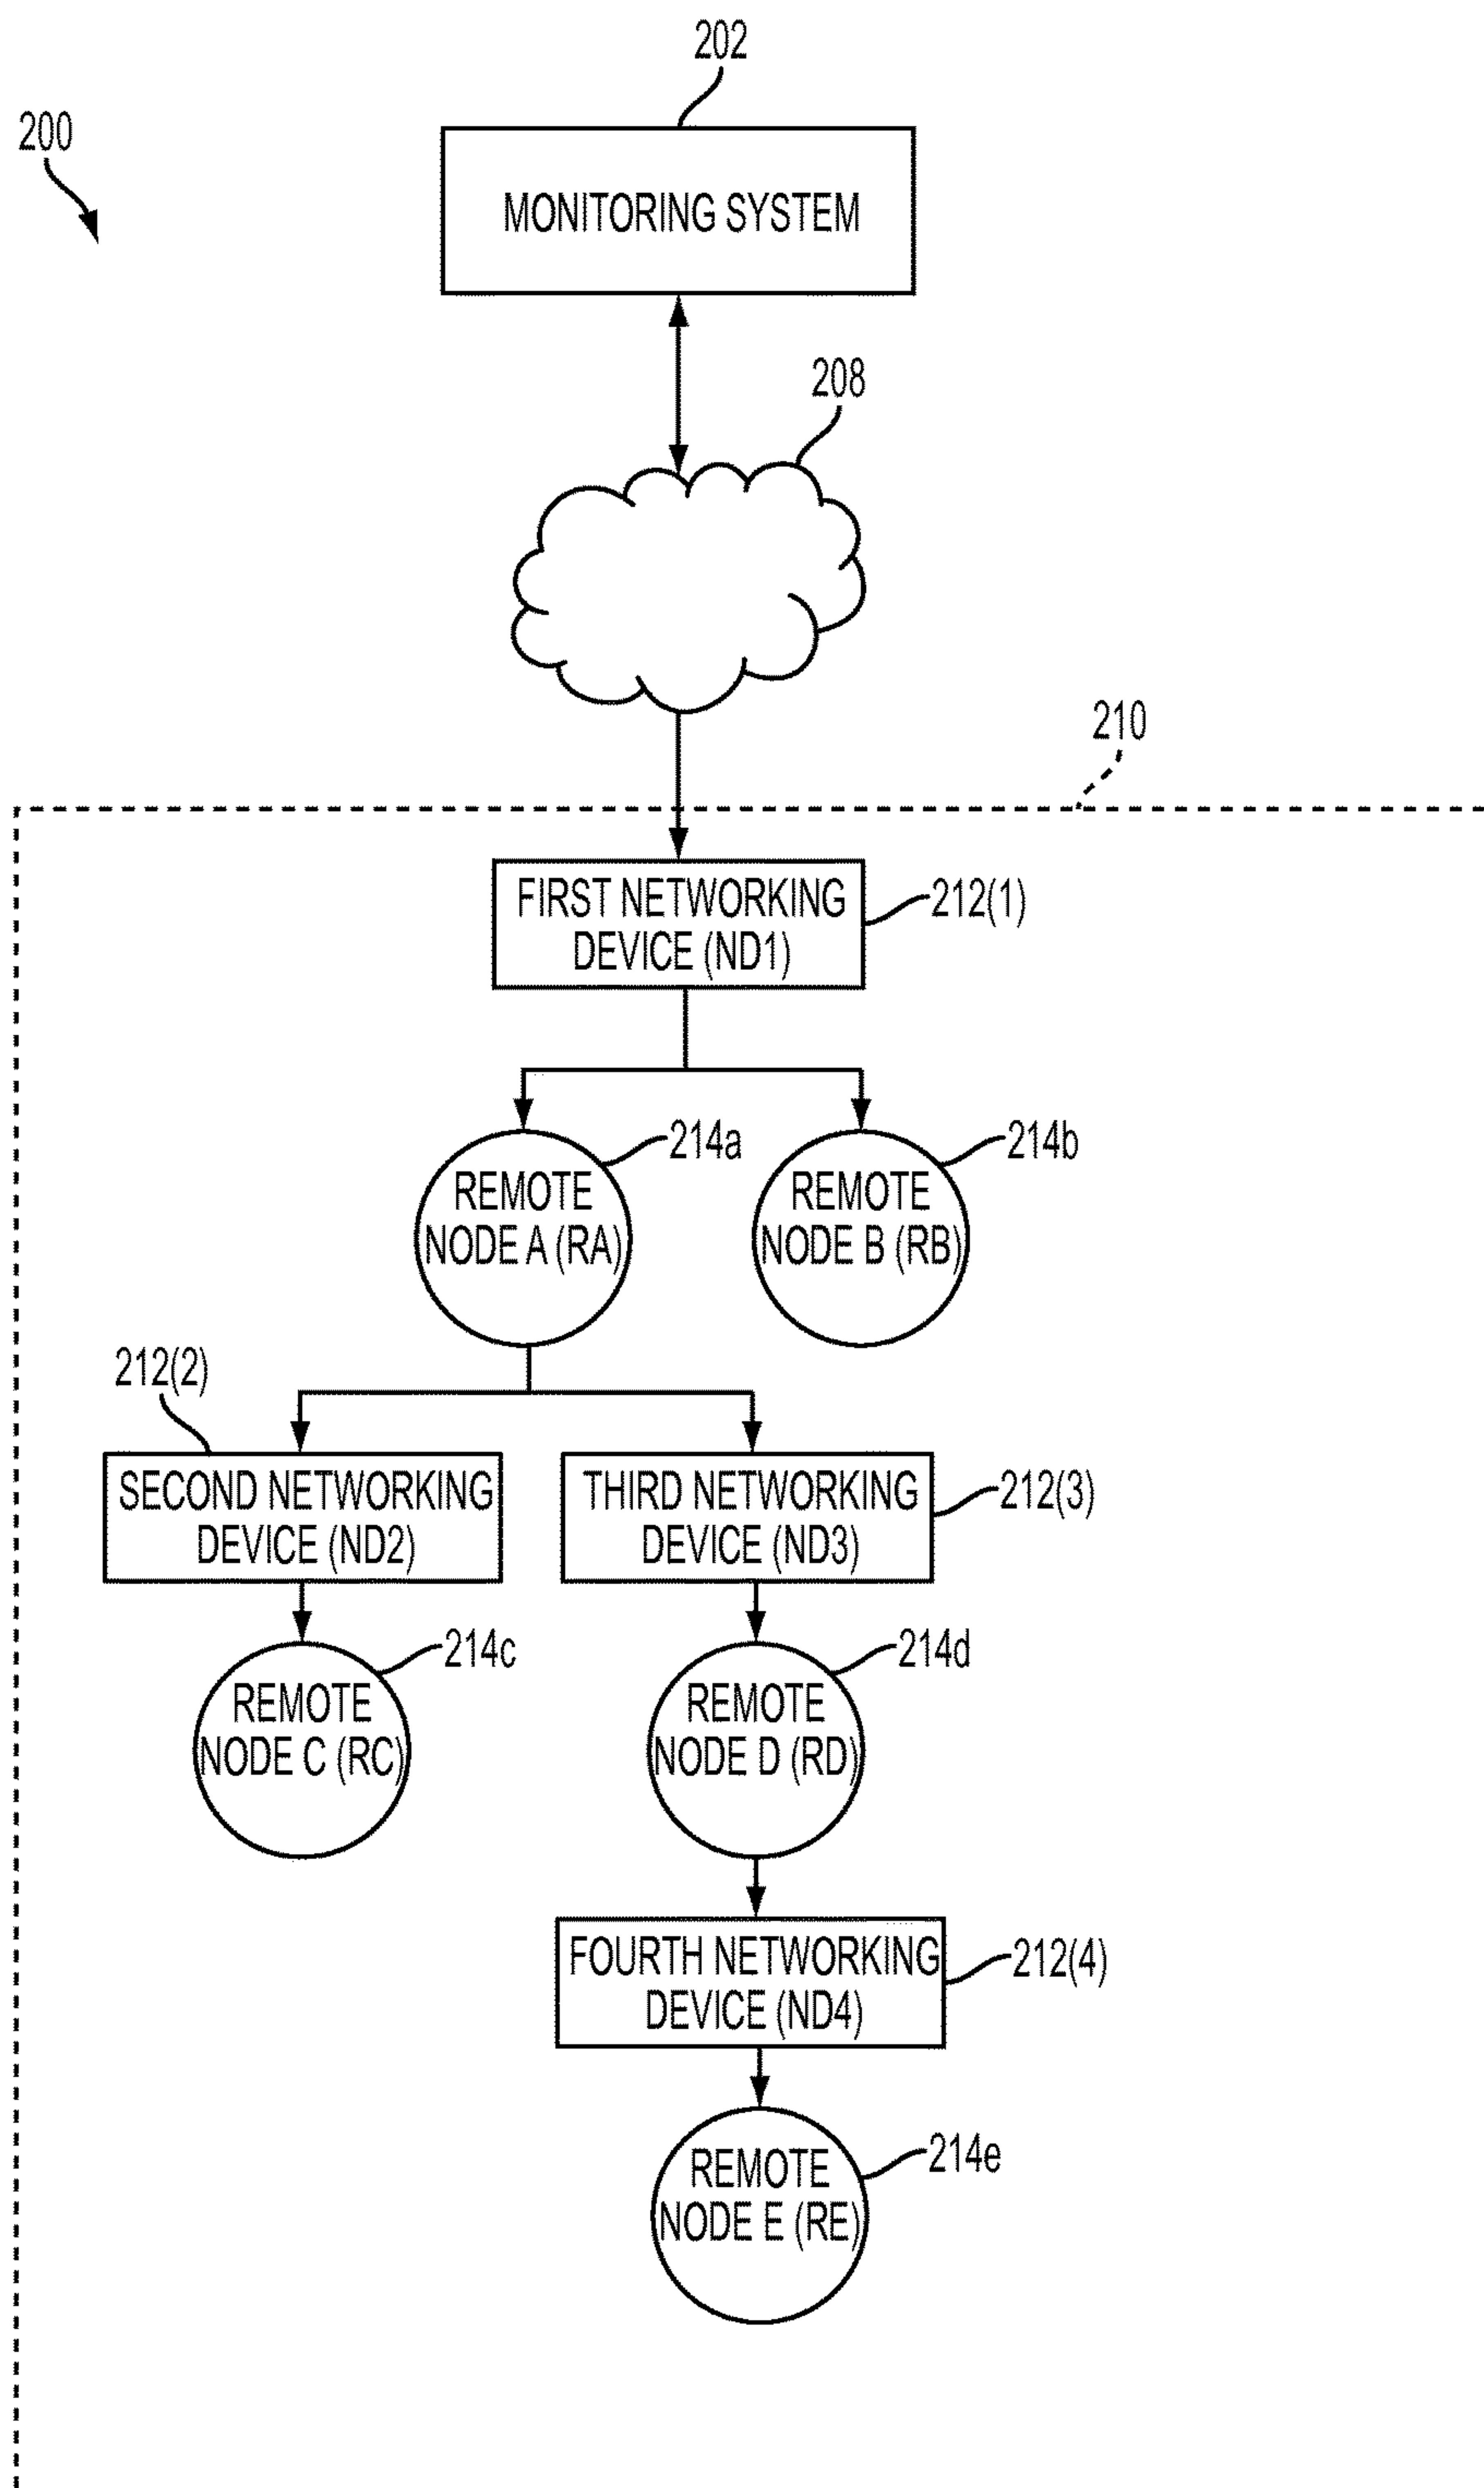 202
200
MONITORING SYSTEM
208
210
FIRST NETWORKING
DEVICE (ND1)
212(1)
214a
214b
REMOTE
NODE A (RA)
REMOTE
NODE B (RB)
212(2)
SECOND NETWORKING
DEVICE (ND2)
THIRD NETWORKING
DEVICE (ND3)
212(3)
214c
214d
REMOTE
NODE C (RC)
REMOTE
NODE D (RD)
FOURTH NETWORKING
DEVICE (ND4)
212(4)
214e
REMOTE
NODE E (RE)